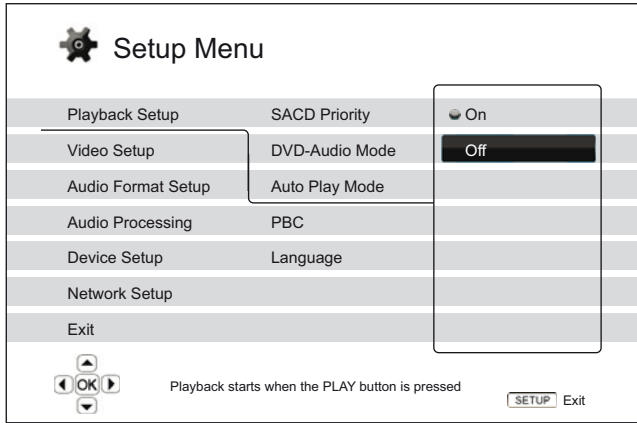 Setup Menu
Playback Setup SACD Priority On
Video Setup DVD-Audio Mode Off
Audio Format Setup Auto Play Mode
Audio Processing PBC
Device Setup Language
Network Setup
Exit
OK Playback starts when the PLAY button is pressed
SETUP Exit